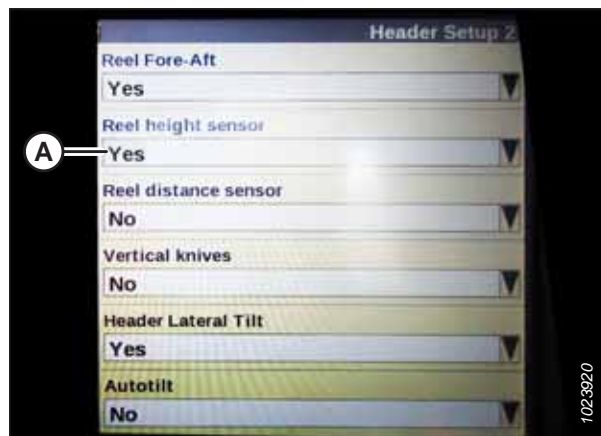 Header Setup 2
Reel Fore-Aft
Yes
Reel height sensor
A
Yes
Reel distance sensor
No
Vertical knives
No
Header Lateral Tilt
Yes
Autotilt
No
1023920